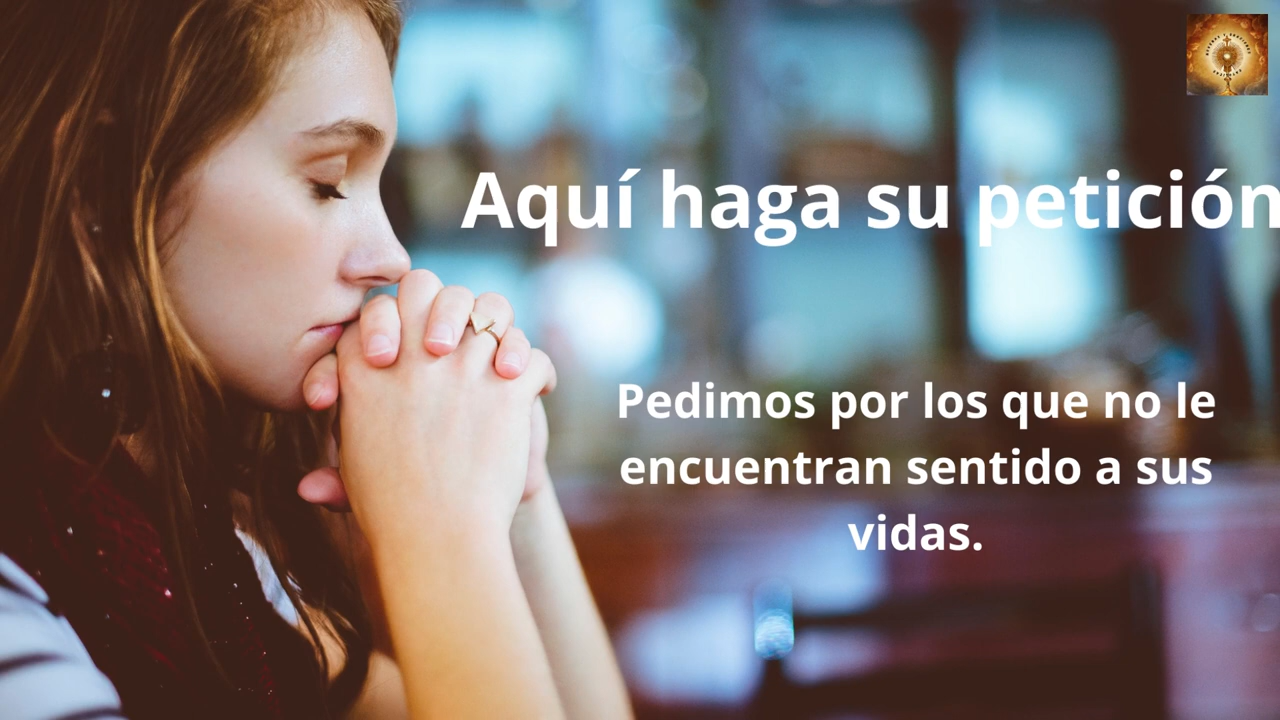 Aquí haga su petición
Pedimos por los que no le
encuentran sentido a sus
vidas.